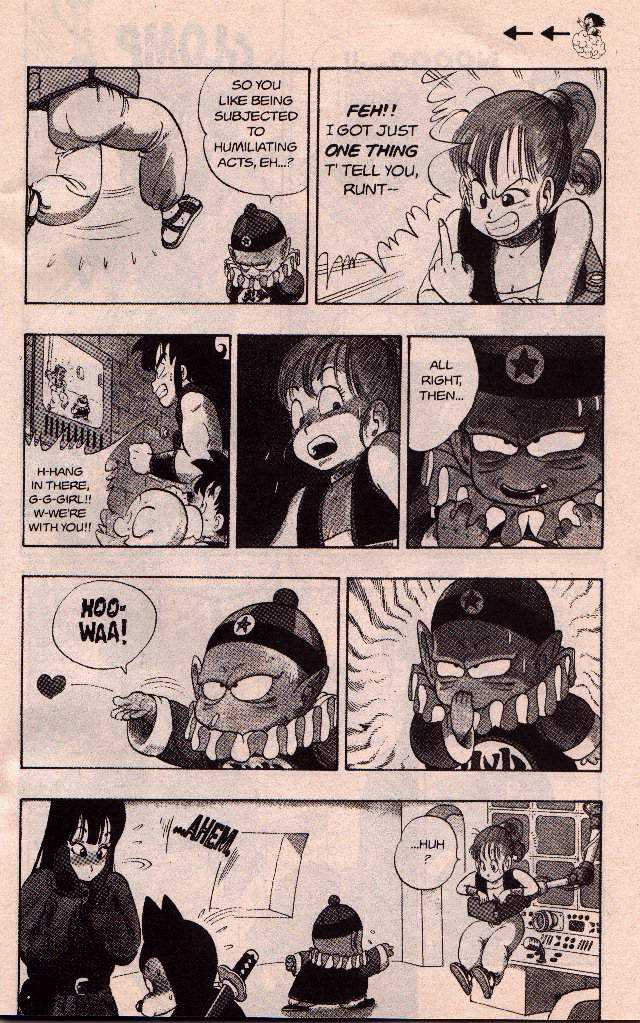 FEH!!
I GOT JUST
ONE THING
T' TELL YOU,
RUNT--
SO YOU
LIKE BEING
SUBJECTED
TO
HUMILIATING
ACTS, EH...?
ALL
RIGHT,
THEN...
H-HANG
IN THERE,
G-G-GIRL!!
W-WE'RE
WITH YOU!!
HOO-
WAA!
...HUH
?
...AHEM.